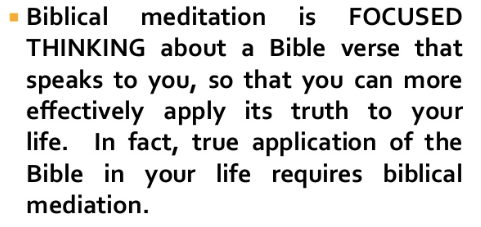 ▪ Biblical meditation is FOCUSED
THINKING about a Bible verse that
speaks to you, so that you can more
effectively apply its truth to your
life.  In fact, true application of the
Bible in your life requires biblical
mediation.